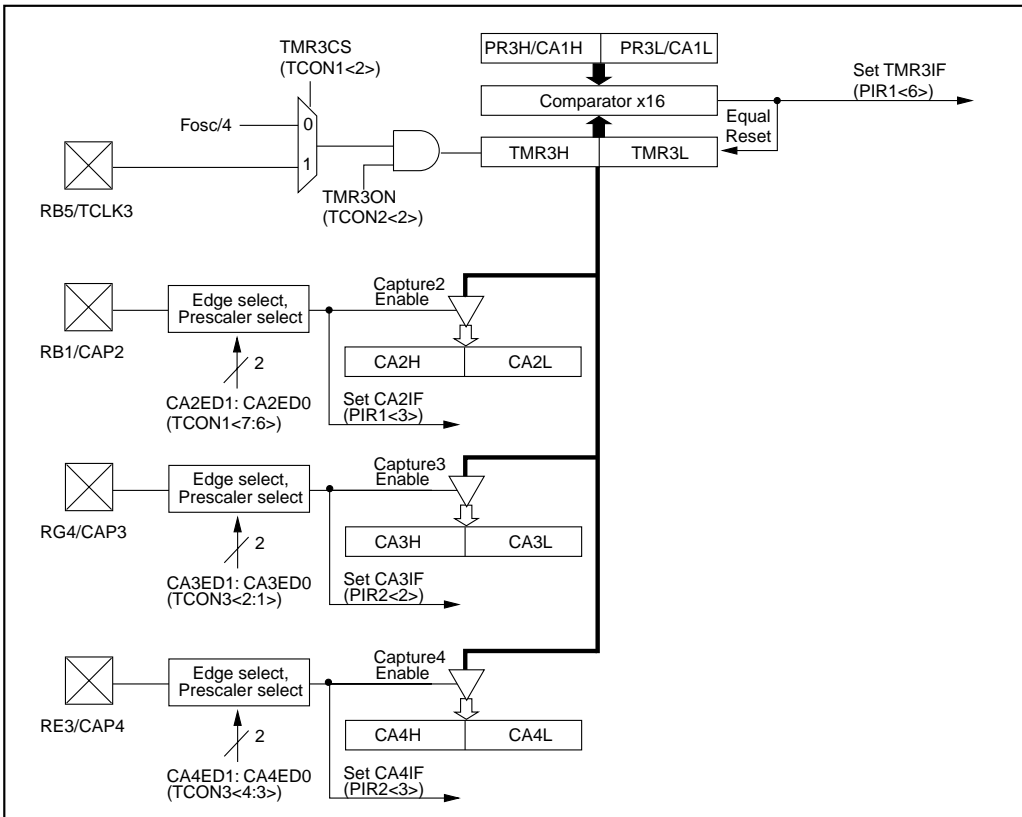 TMR3CS
(TCON1<2>)
PR3H/CA1H
PR3L/CA1L
Set TMR3IF
(PIR1<6>)
Comparator x16
Fosc/4
0
1
Equal
Reset
TMR3H
TMR3L
RB5/TCLK3
TMR3ON
(TCON2<2>)
Capture2
Enable
Edge select,
Prescaler select
RB1/CAP2
2
CA2H
CA2L
CA2ED1: CA2ED0
(TCON1<7:6>)
Set CA2IF
(PIR1<3>)
Capture3
Enable
Edge select,
Prescaler select
RG4/CAP3
2
CA3H
CA3L
CA3ED1: CA3ED0
(TCON3<2:1>)
Set CA3IF
(PIR2<2>)
Capture4
Enable
Edge select,
Prescaler select
RE3/CAP4
2
CA4H
CA4L
CA4ED1: CA4ED0
(TCON3<4:3>)
Set CA4IF
(PIR2<3>)